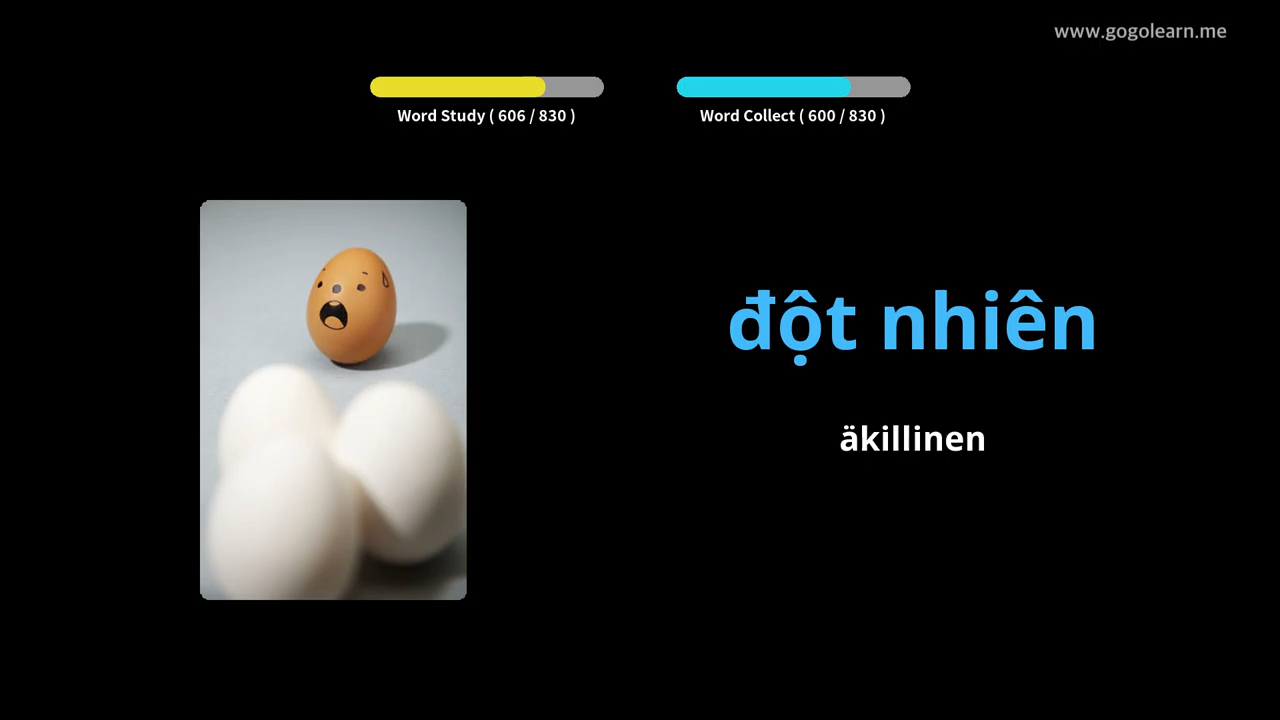 www.gogolearn.me
Word Study ( 606 / 830 )
Word Collect ( 600 / 830 )
đột nhiên
äkillinen